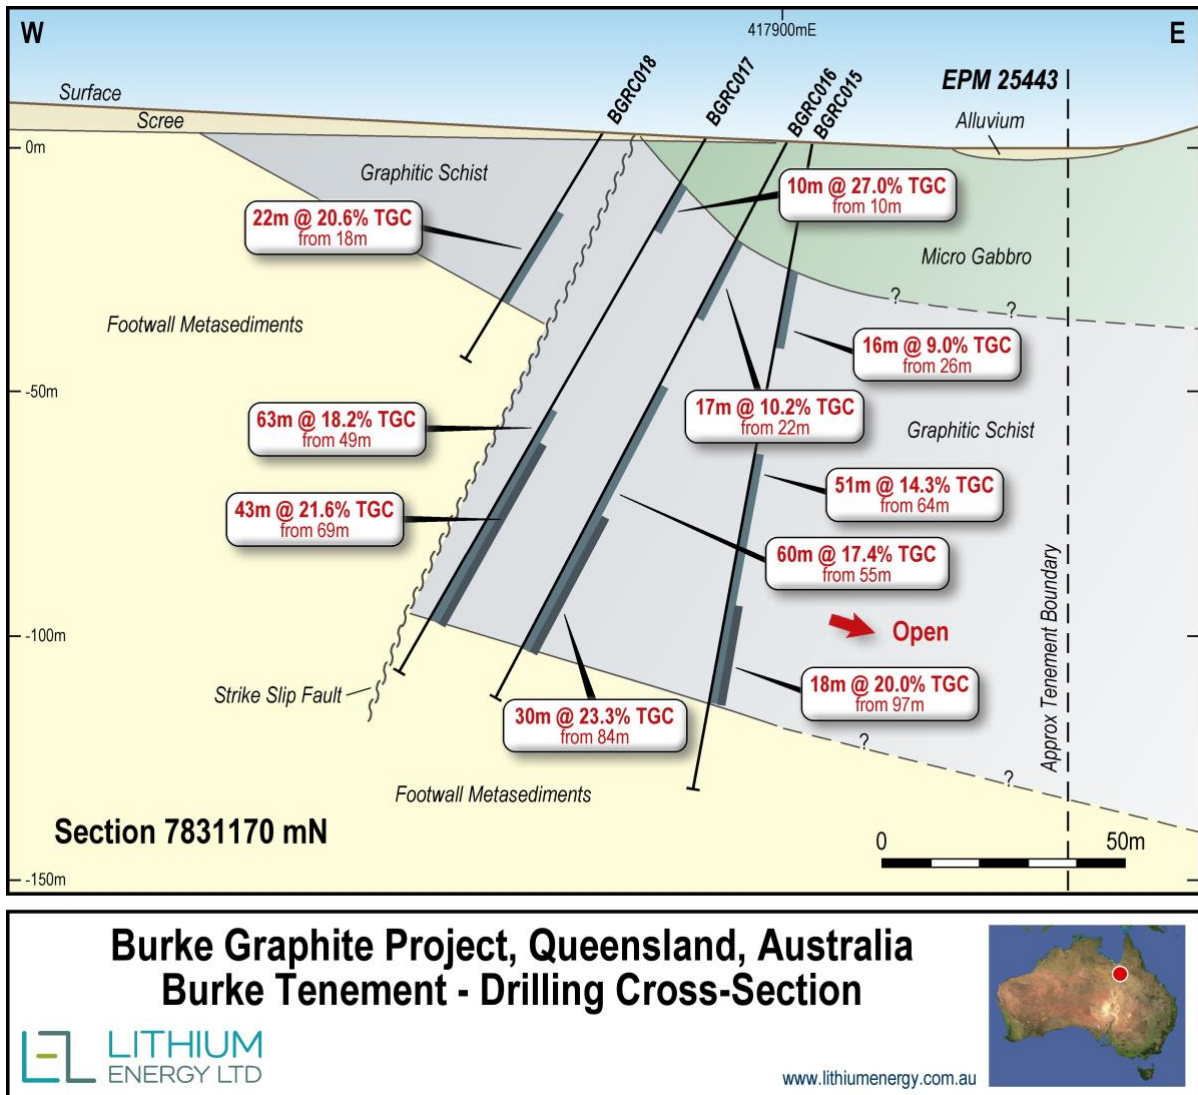 W
417900mE
E
EPM 25443
BGRC018
BGRC017
BGRC016
BGRC015
Surface
Scree
Alluvium
0m
Graphitic Schist
10m @ 27.0% TGC
from 10m
22m @ 20.6% TGC
from 18m
Micro Gabbro
?
?
Footwall Metasediments
16m @ 9.0% TGC
from 26m
-50m
17m @ 10.2% TGC
from 22m
63m @ 18.2% TGC
from 49m
Graphitic Schist
51m @ 14.3% TGC
from 64m
43m @ 21.6% TGC
from 69m
60m @ 17.4% TGC
from 55m
Approx Tenement Boundary
-100m
Open
Strike Slip Fault
18m @ 20.0% TGC
from 97m
30m @ 23.3% TGC
from 84m
?
?
Footwall Metasediments
Section 7831170 mN
0
50m
-150m
Burke Graphite Project, Queensland, Australia
Burke Tenement - Drilling Cross-Section
LEL
LITHIUM
ENERGY LTD
www.lithiumenergy.com.au